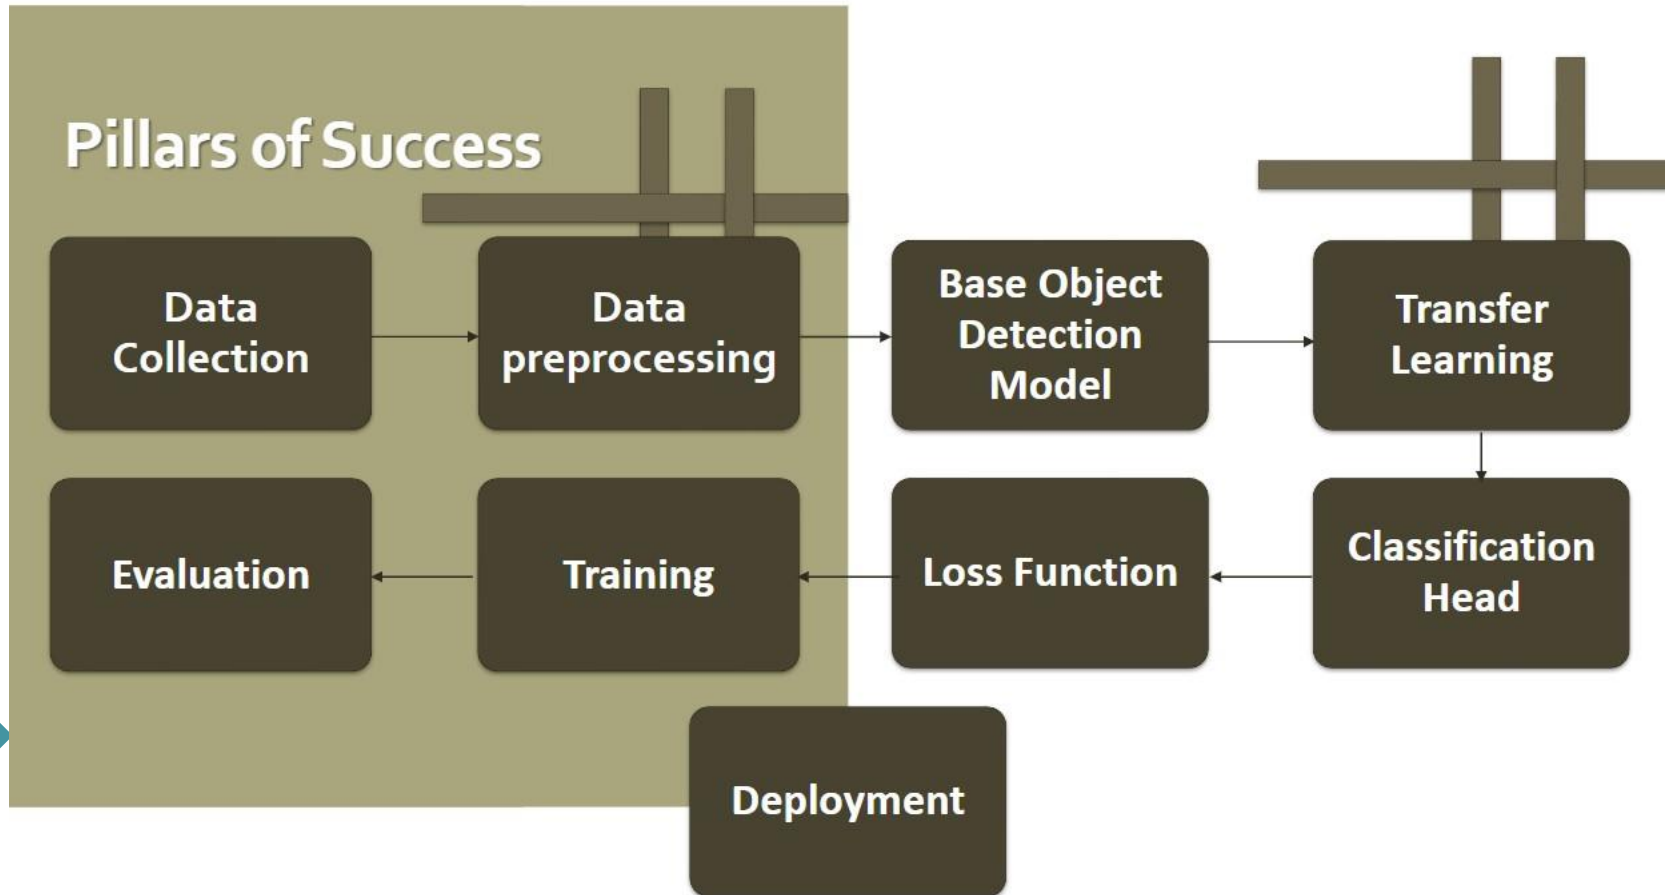 Pillars of Success
Data
Collection
Data
preprocessing
Base Object
Detection
Model
Transfer
Learning
Classification
Head
Loss Function
Training
Evaluation
Deployment